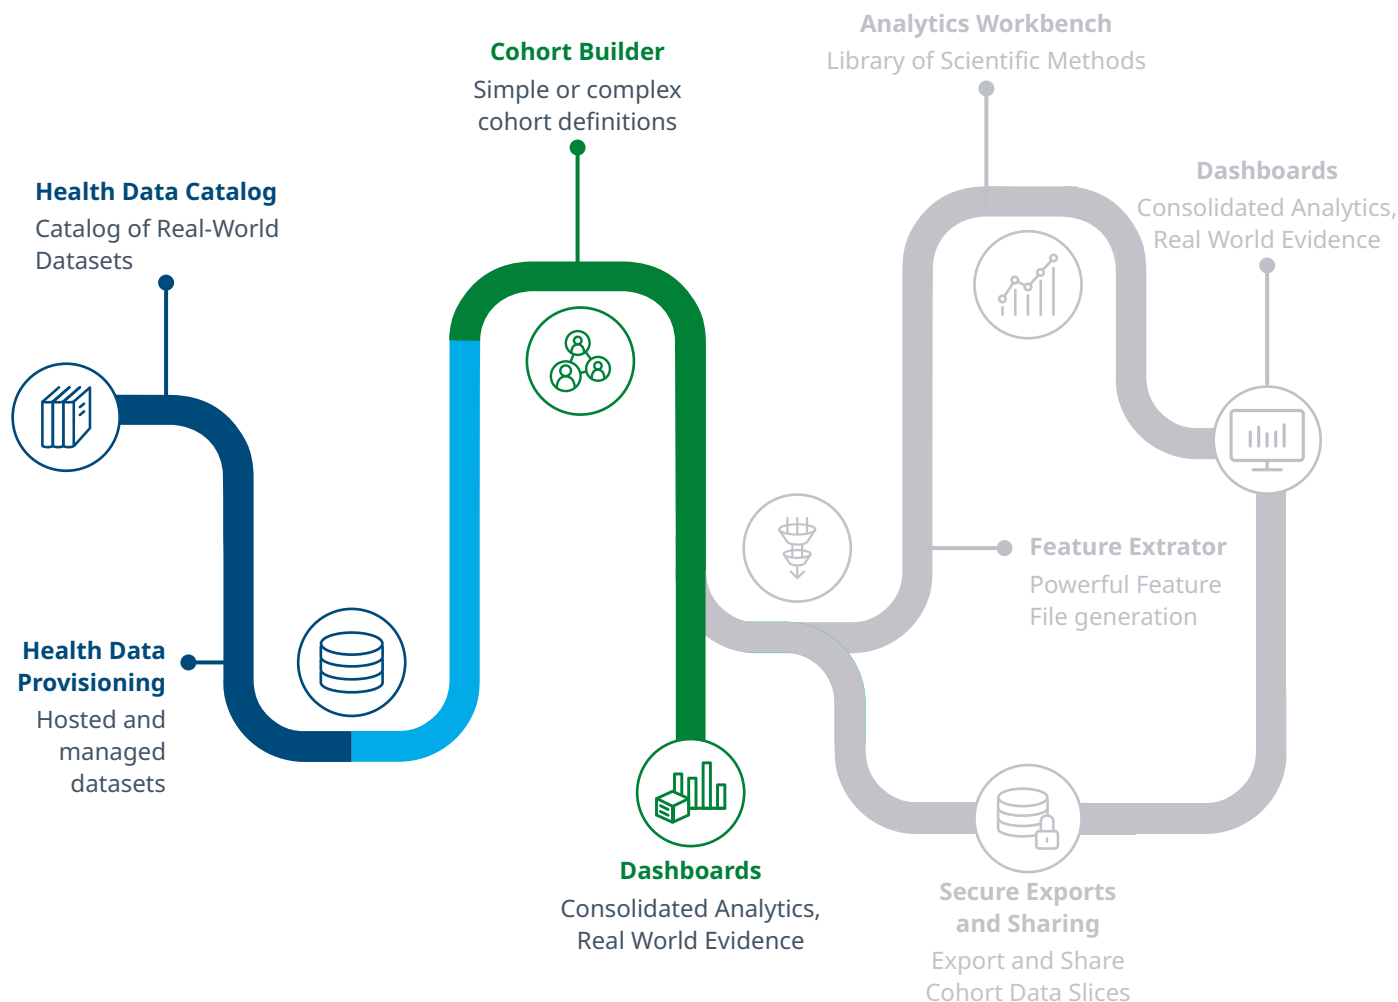 Health Data Catalog
Catalog of Real-World
Datasets
Health Data
Provisioning
Hosted and
managed
datasets
Cohort Builder
Simple or complex
cohort definitions
Dashboards
Consolidated Analytics,
Real World Evidence
Analytics Workbench
Library of Scientific Methods
Feature Extrator
Powerful Feature
File generation
Dashboards
Consolidated Analytics,
Real World Evidence
Secure Exports
and Sharing
Export and Share
Cohort Data Slices